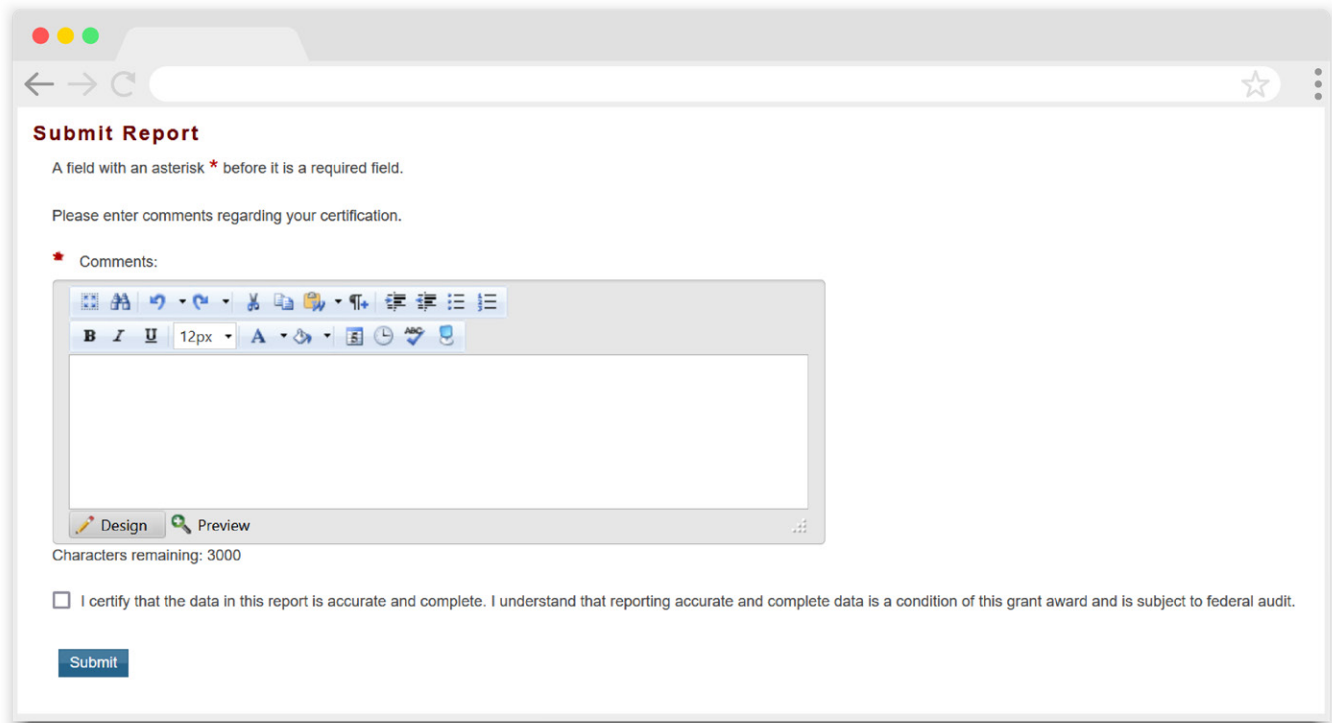 Submit Report
A field with an asterisk * before it is a required field.
Please enter comments regarding your certification.
* Comments:
B I U 12px A 5 ABC
Design Preview
Characters remaining: 3000
I certify that the data in this report is accurate and complete. I understand that reporting accurate and complete data is a condition of this grant award and is subject to federal audit.
Submit